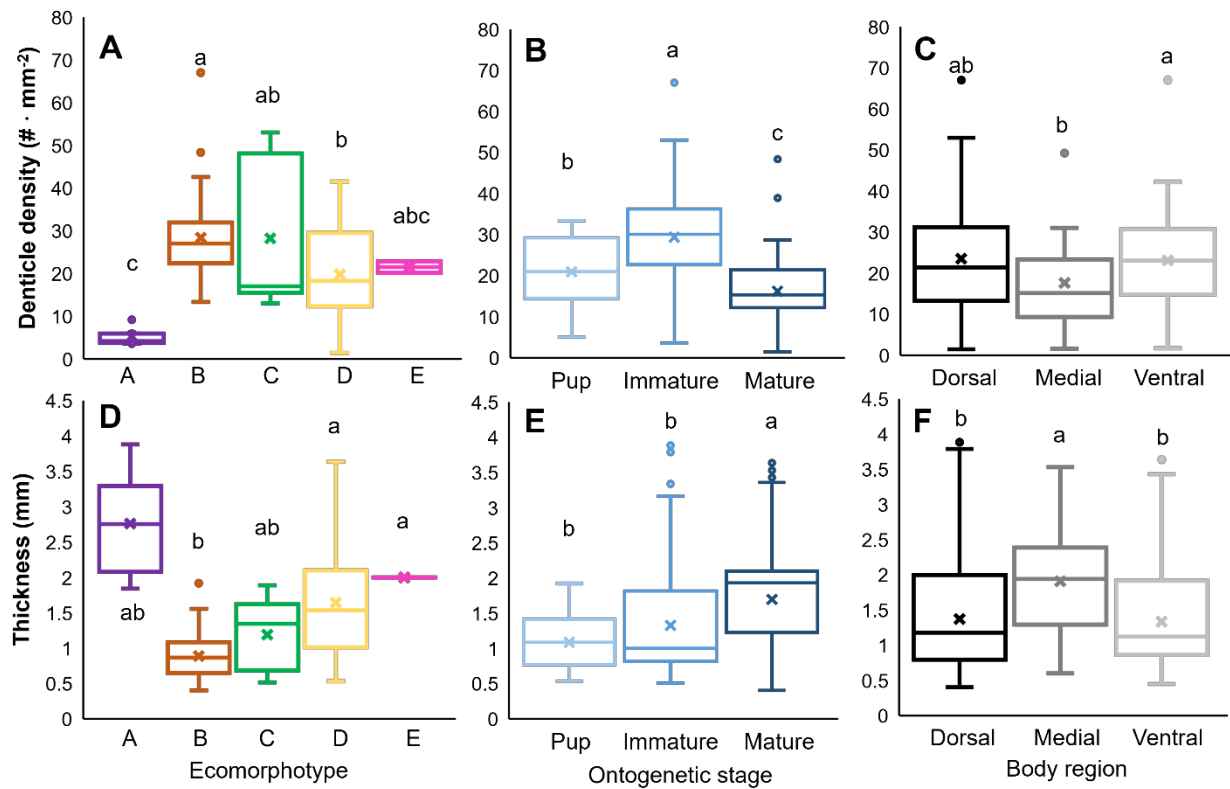 A
Denticle density (# · mm⁻²)
80
70
60
50
40
30
20
10
0
c
a
ab
b
abc
A B C D E
B
80
70
60
50
40
30
20
10
0
b
a
c
Pup Immature Mature
C
80
70
60
50
40
30
20
10
0
ab
b
a
Dorsal Medial Ventral
D
Thickness (mm)
4.5
4
3.5
3
2.5
2
1.5
1
0.5
0
ab
b
ab
a
a
A B C D E
Ecomorphotype
E
4.5
4
3.5
3
2.5
2
1.5
1
0.5
0
b
b
a
Pup Immature Mature
Ontogenetic stage
F
4.5
4
3.5
3
2.5
2
1.5
1
0.5
0
b
a
b
Dorsal Medial Ventral
Body region